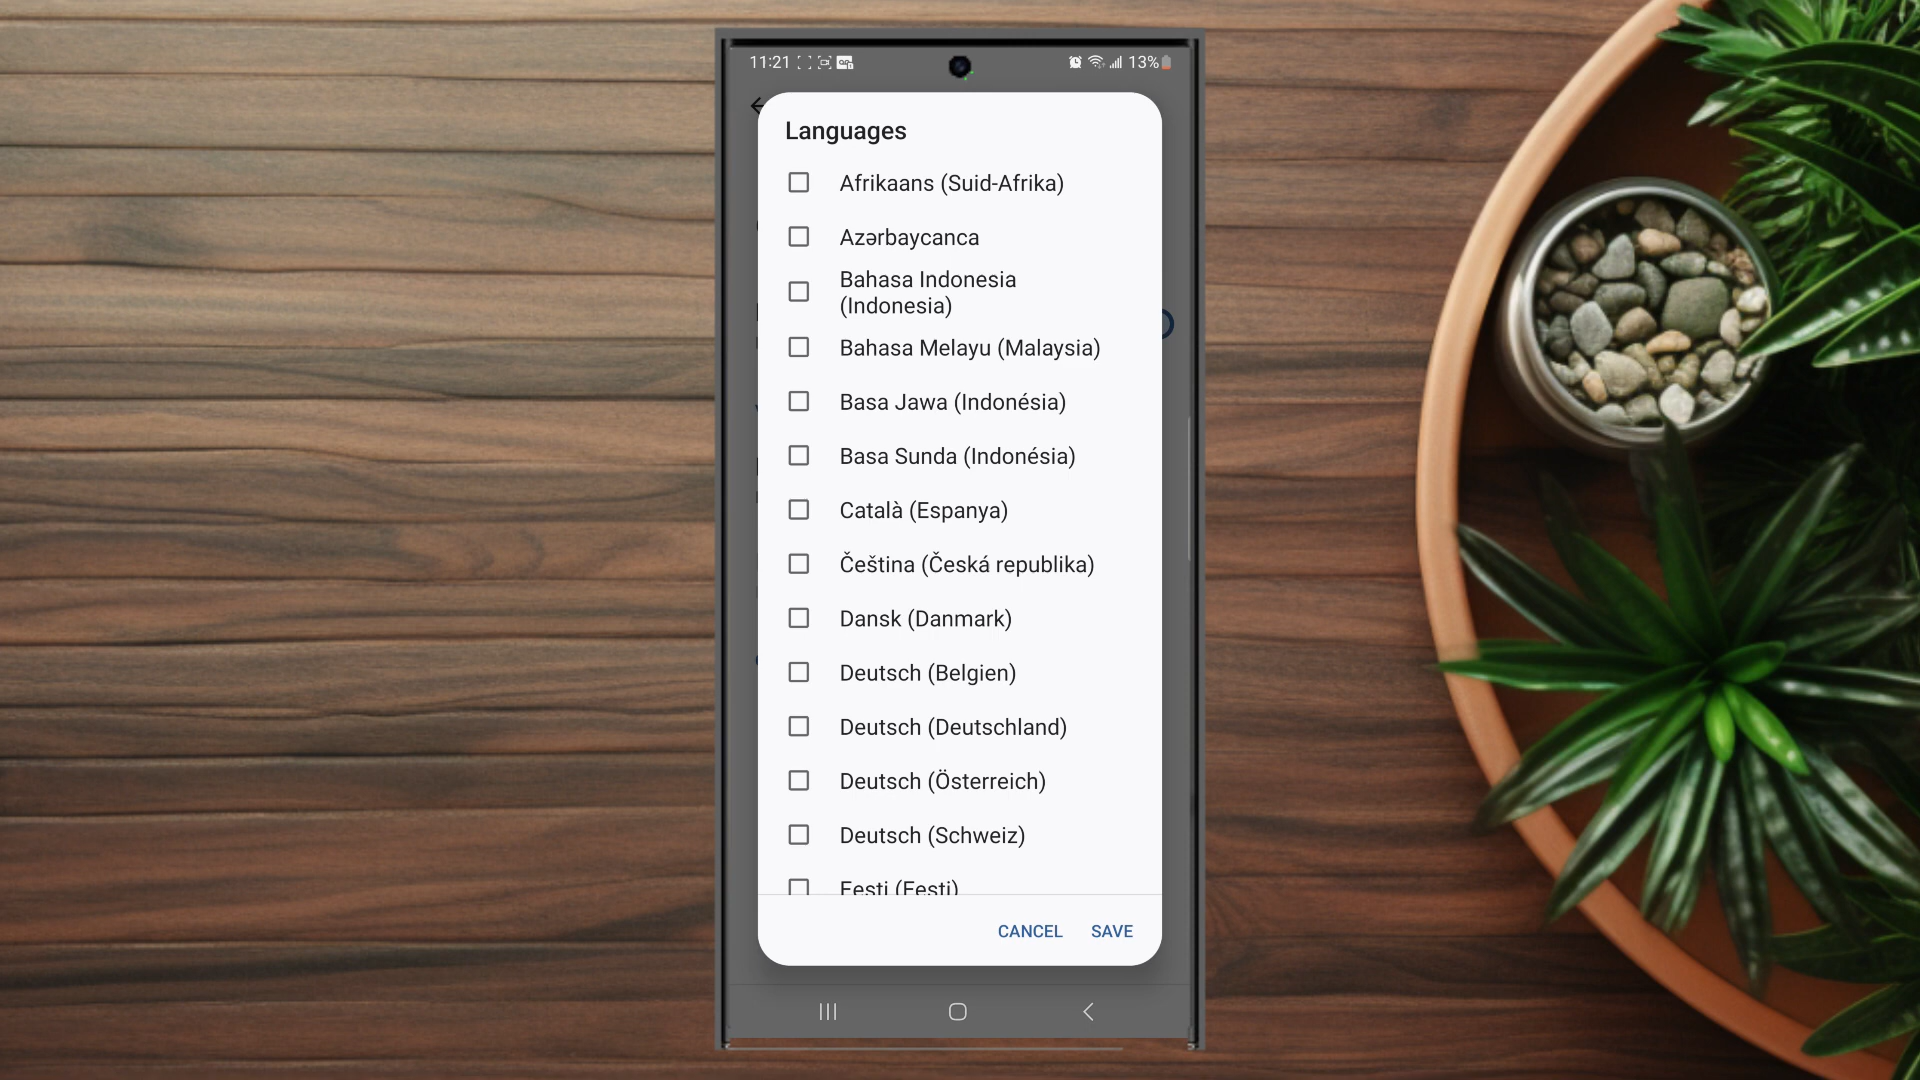 11:21
13%
Languages
Afrikaans (Suid-Afrika)
Azərbaycanca
Bahasa Indonesia
(Indonesia)
Bahasa Melayu (Malaysia)
Basa Jawa (Indonésia)
Basa Sunda (Indonésia)
Català (Espanya)
Čeština (Česká republika)
Dansk (Danmark)
Deutsch (Belgien)
Deutsch (Deutschland)
Deutsch (Österreich)
Deutsch (Schweiz)
Eesti (Eesti)
CANCEL SAVE